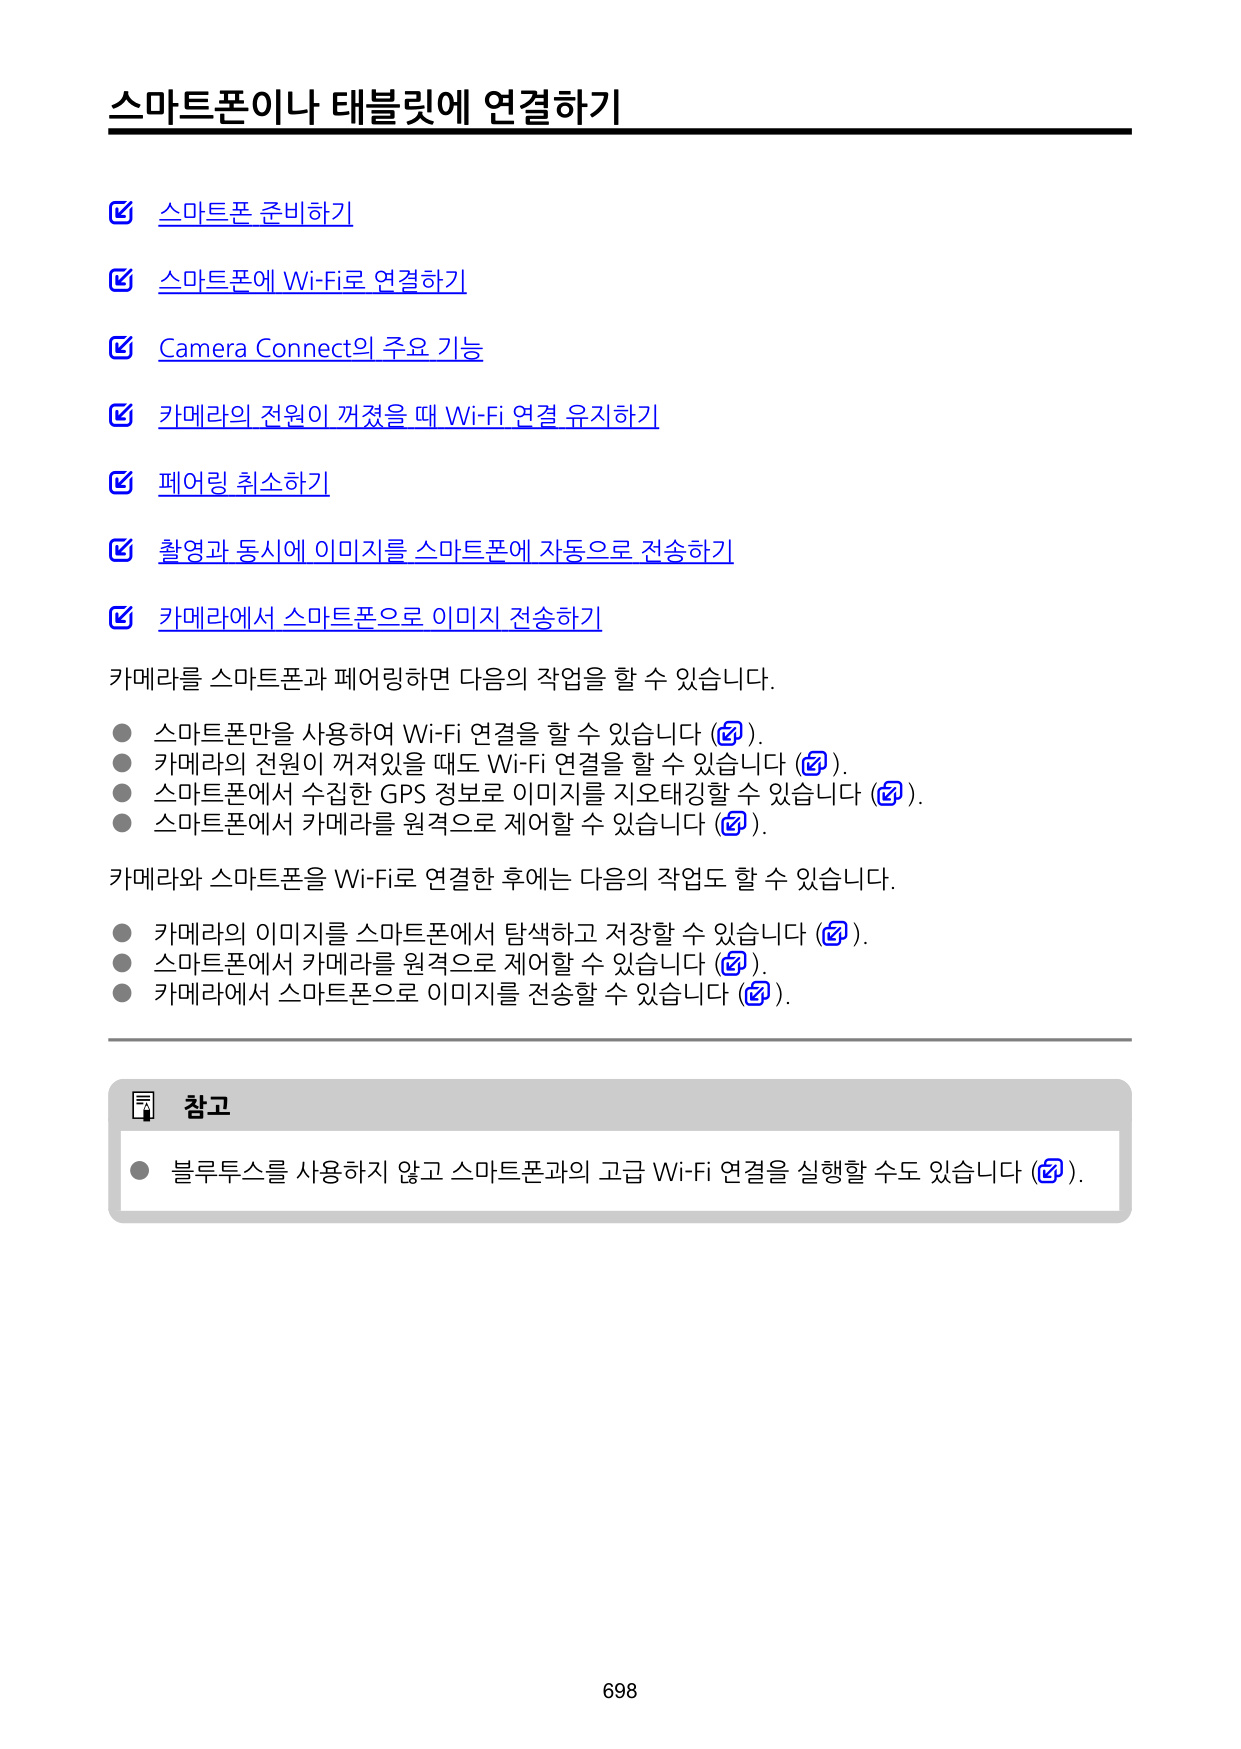 스마트폰이나 태블릿에 연결하기
스마트폰 준비하기
스마트폰에 Wi-Fi로 연결하기
Camera Connect의 주요 기능
카메라의 전원이 꺼졌을 때 Wi-Fi 연결 유지하기
페어링 취소하기
촬영과 동시에 이미지를 스마트폰에 자동으로 전송하기
카메라에서 스마트폰으로 이미지 전송하기
카메라를 스마트폰과 페어링하면 다음의 작업을 할 수 있습니다.
● 스마트폰만을 사용하여 Wi-Fi 연결을 할 수 있습니다 ( ).
● 카메라의 전원이 꺼져있을 때도 Wi-Fi 연결을 할 수 있습니다 ( ).
● 스마트폰에서 수집한 GPS 정보로 이미지를 지오태깅할 수 있습니다 ( ).
● 스마트폰에서 카메라를 원격으로 제어할 수 있습니다 ( ).
카메라와 스마트폰을 Wi-Fi로 연결한 후에는 다음의 작업도 할 수 있습니다.
● 카메라의 이미지를 스마트폰에서 탐색하고 저장할 수 있습니다 ( ).
● 스마트폰에서 카메라를 원격으로 제어할 수 있습니다 ( ).
● 카메라에서 스마트폰으로 이미지를 전송할 수 있습니다 ( ).
참고
● 블루투스를 사용하지 않고 스마트폰과의 고급 Wi-Fi 연결을 실행할 수도 있습니다 ( ).
698